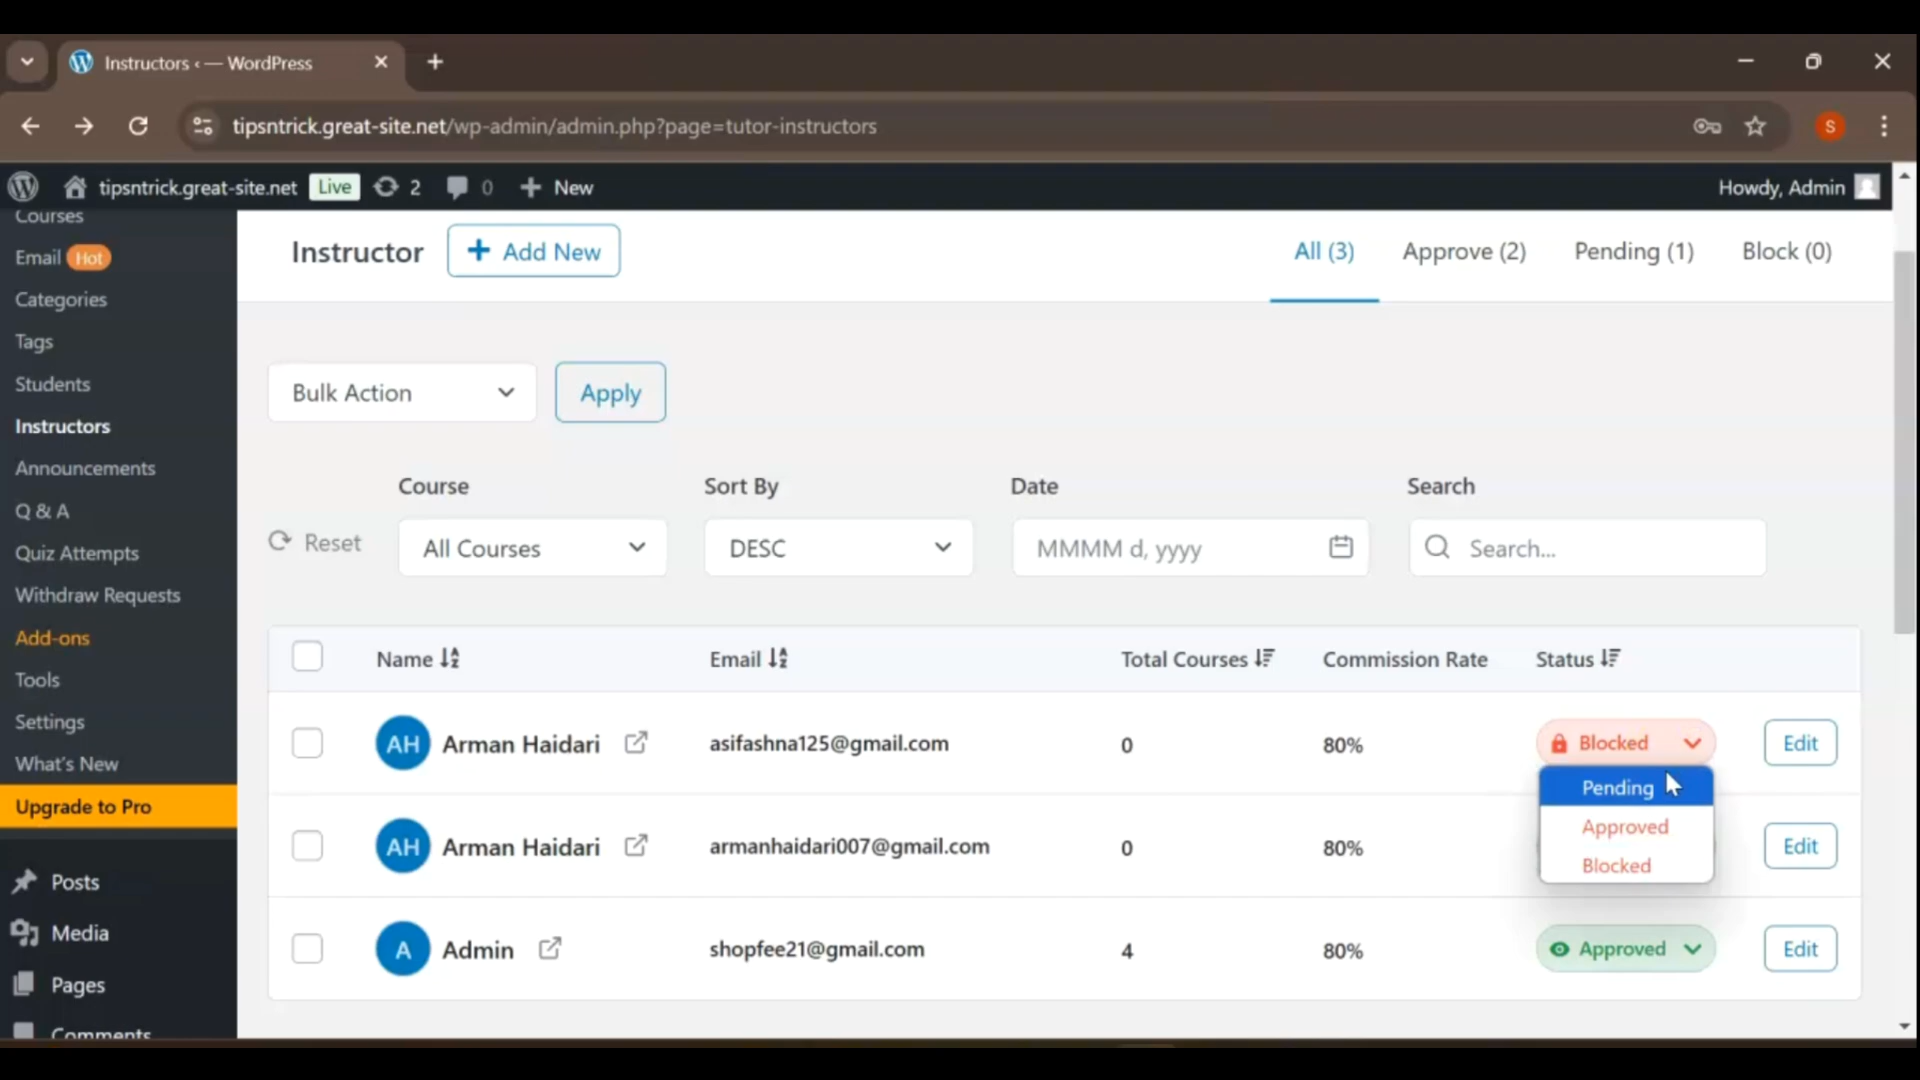 Instructors ‹ — WordPress
tipsntrick.great-site.net/wp-admin/admin.php?page=tutor-instructors
S
tipsntrick.great-site.net Live 2 0 New
Howdy, Admin
Courses
Email Hot
Categories
Tags
Students
Instructors
Announcements
Q & A
Quiz Attempts
Withdraw Requests
Add-ons
Tools
Settings
What's New
Upgrade to Pro
Posts
Media
Pages
Comments
Instructor
Add New
All (3) Approve (2) Pending (1) Block (0)
Bulk Action
Apply
Course Sort By Date Search
Reset All Courses DESC MMMM d, yyyy Search...
Name Email Total Courses Commission Rate Status
AH Arman Haidari asifashna125@gmail.com 0 80% Blocked Edit
Pending
Approved
Blocked
AH Arman Haidari armanhaidari007@gmail.com 0 80% Edit
A Admin shopfee21@gmail.com 4 80% Approved Edit